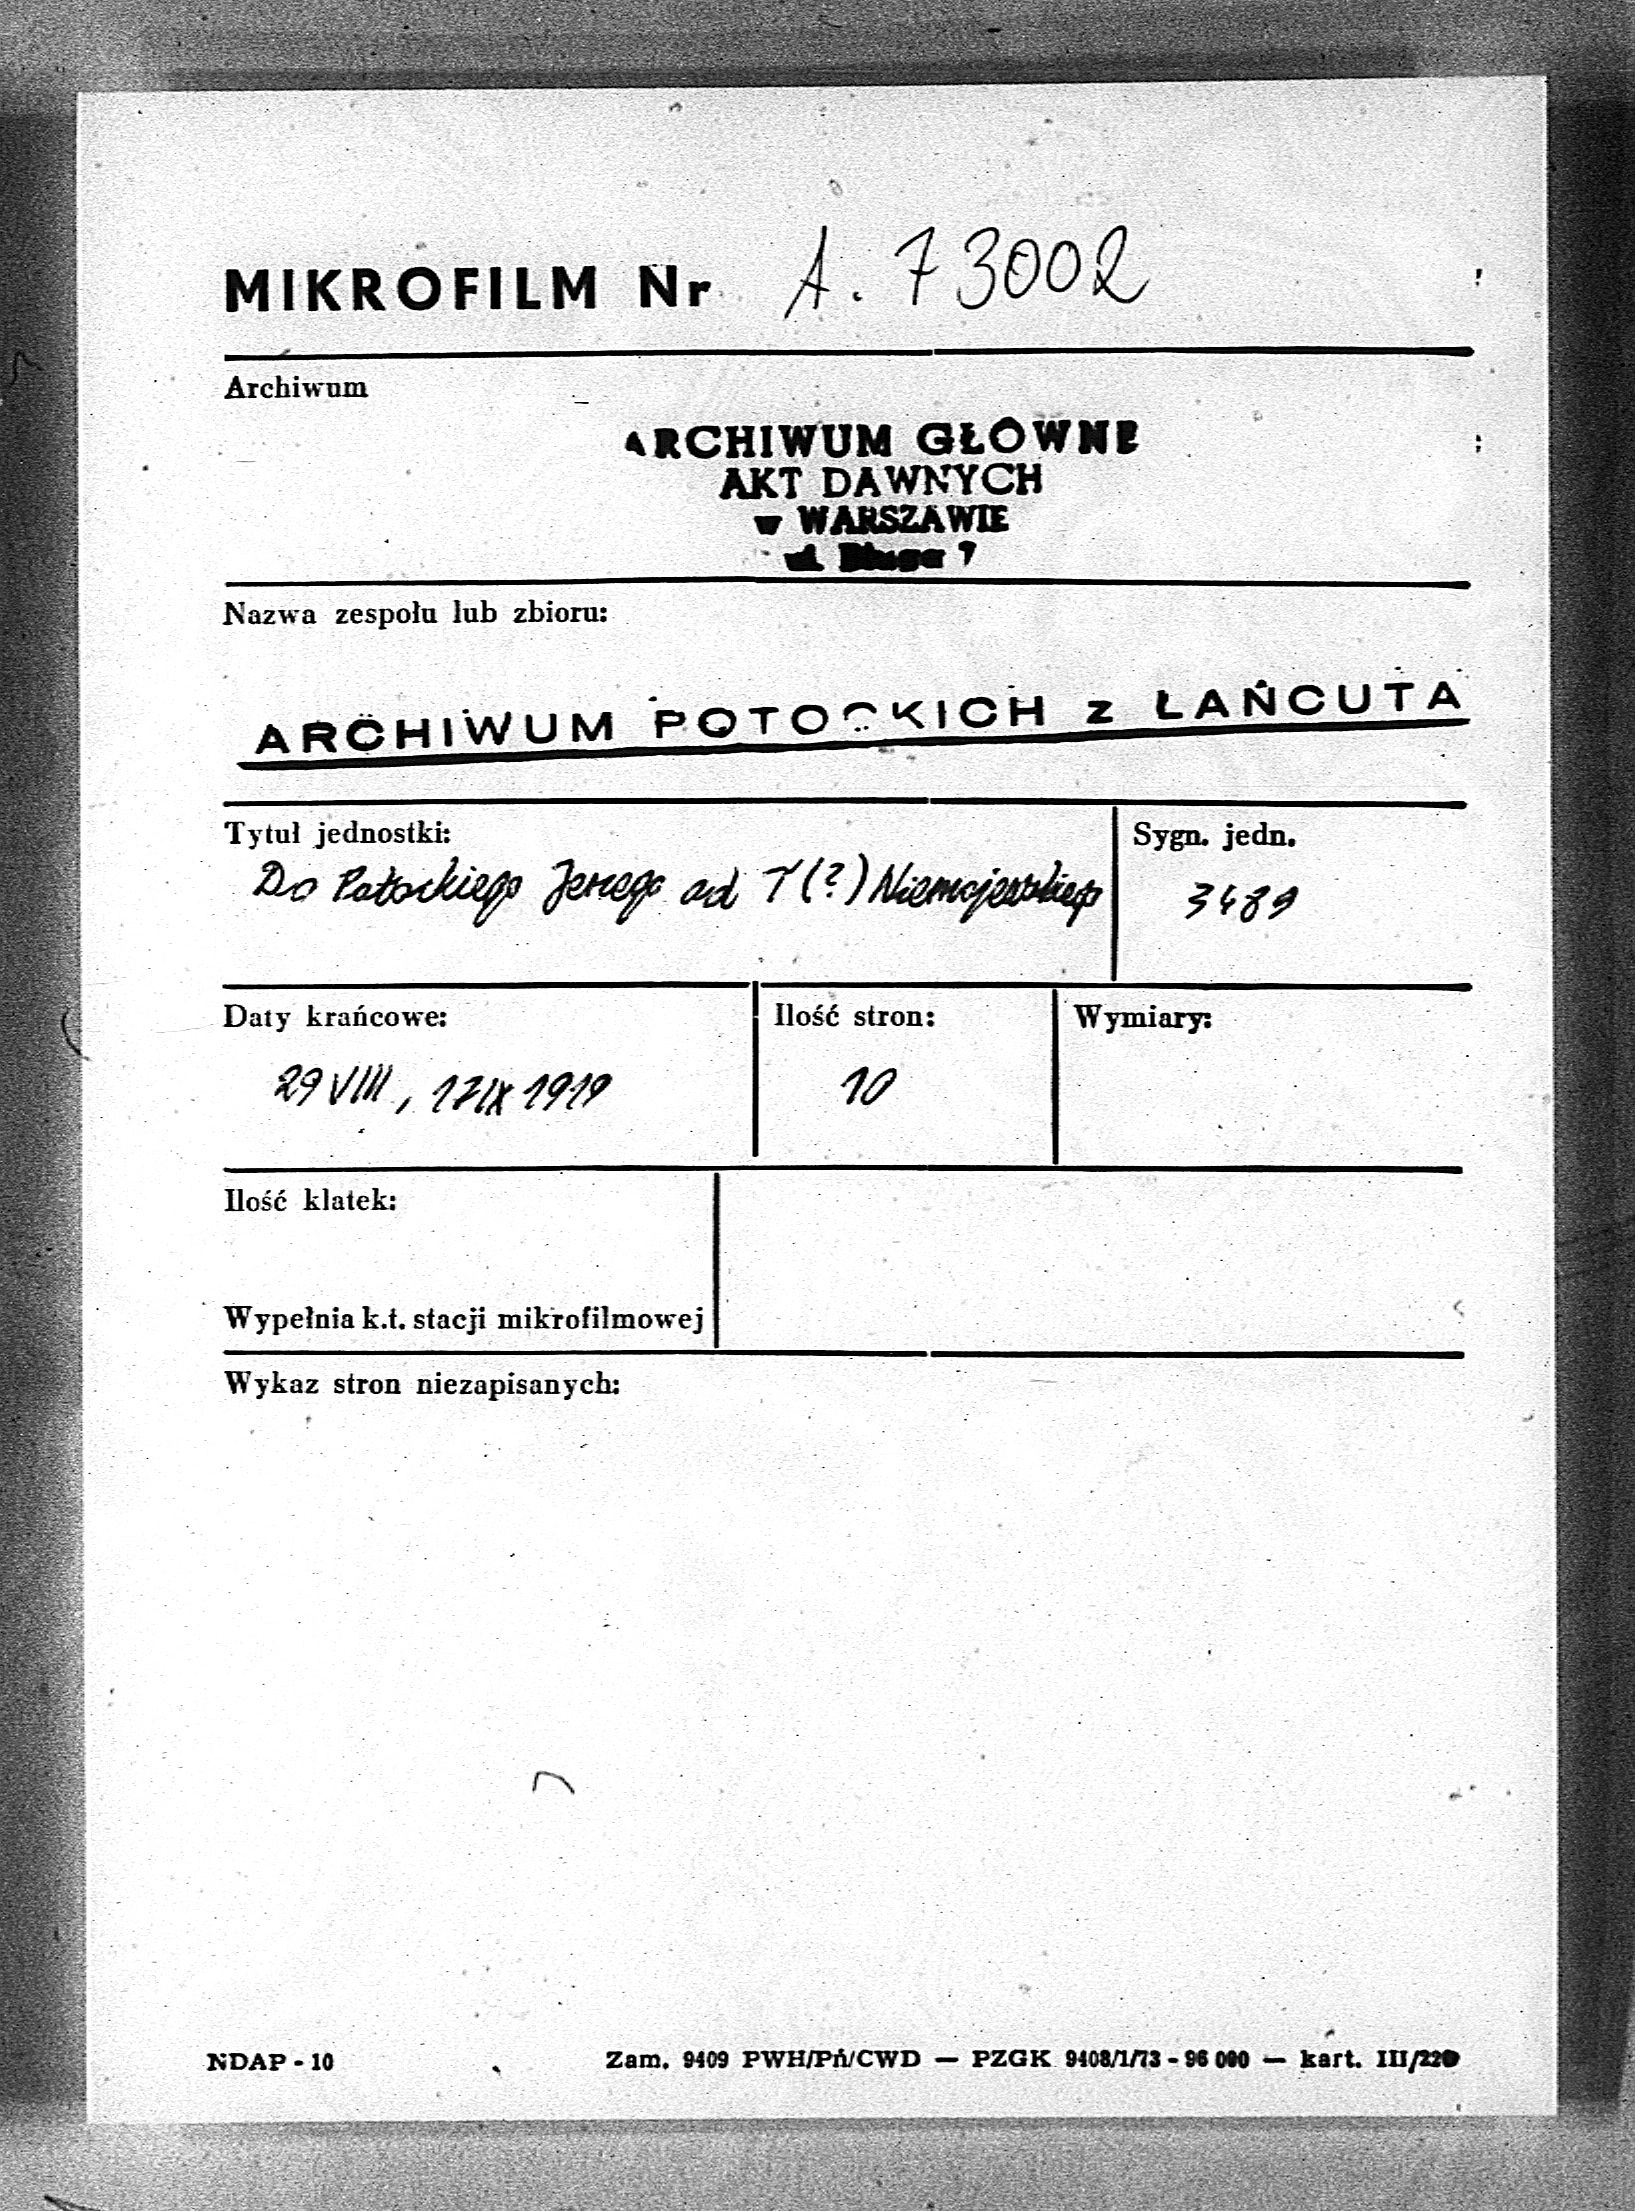 MIKROFILM Nr A. 73002
Archiwum
ARCHIWUM GŁÓWNE
AKT DAWNYCH
w WARSZAWIE
ul. Długa 7
Nazwa zespołu lub zbioru:
ARCHIWUM POTOCKICH z ŁAŃCUTA
Tytuł jednostki:
Sygn. jedn.
Do Potockiego Jerzego od T (?) Niemojewskiego
3489
Daty krańcowe:
Ilość stron:
Wymiary:
29 VIII, 17 IX 1919
10
Ilość klatek:
Wypełnia k.t. stacji mikrofilmowej
Wykaz stron niezapisanych:
NDAP - 10
Zam. 9409 PWH/Pń/CWD — PZGK 9408/1/73 - 96 000 — kart. III/220